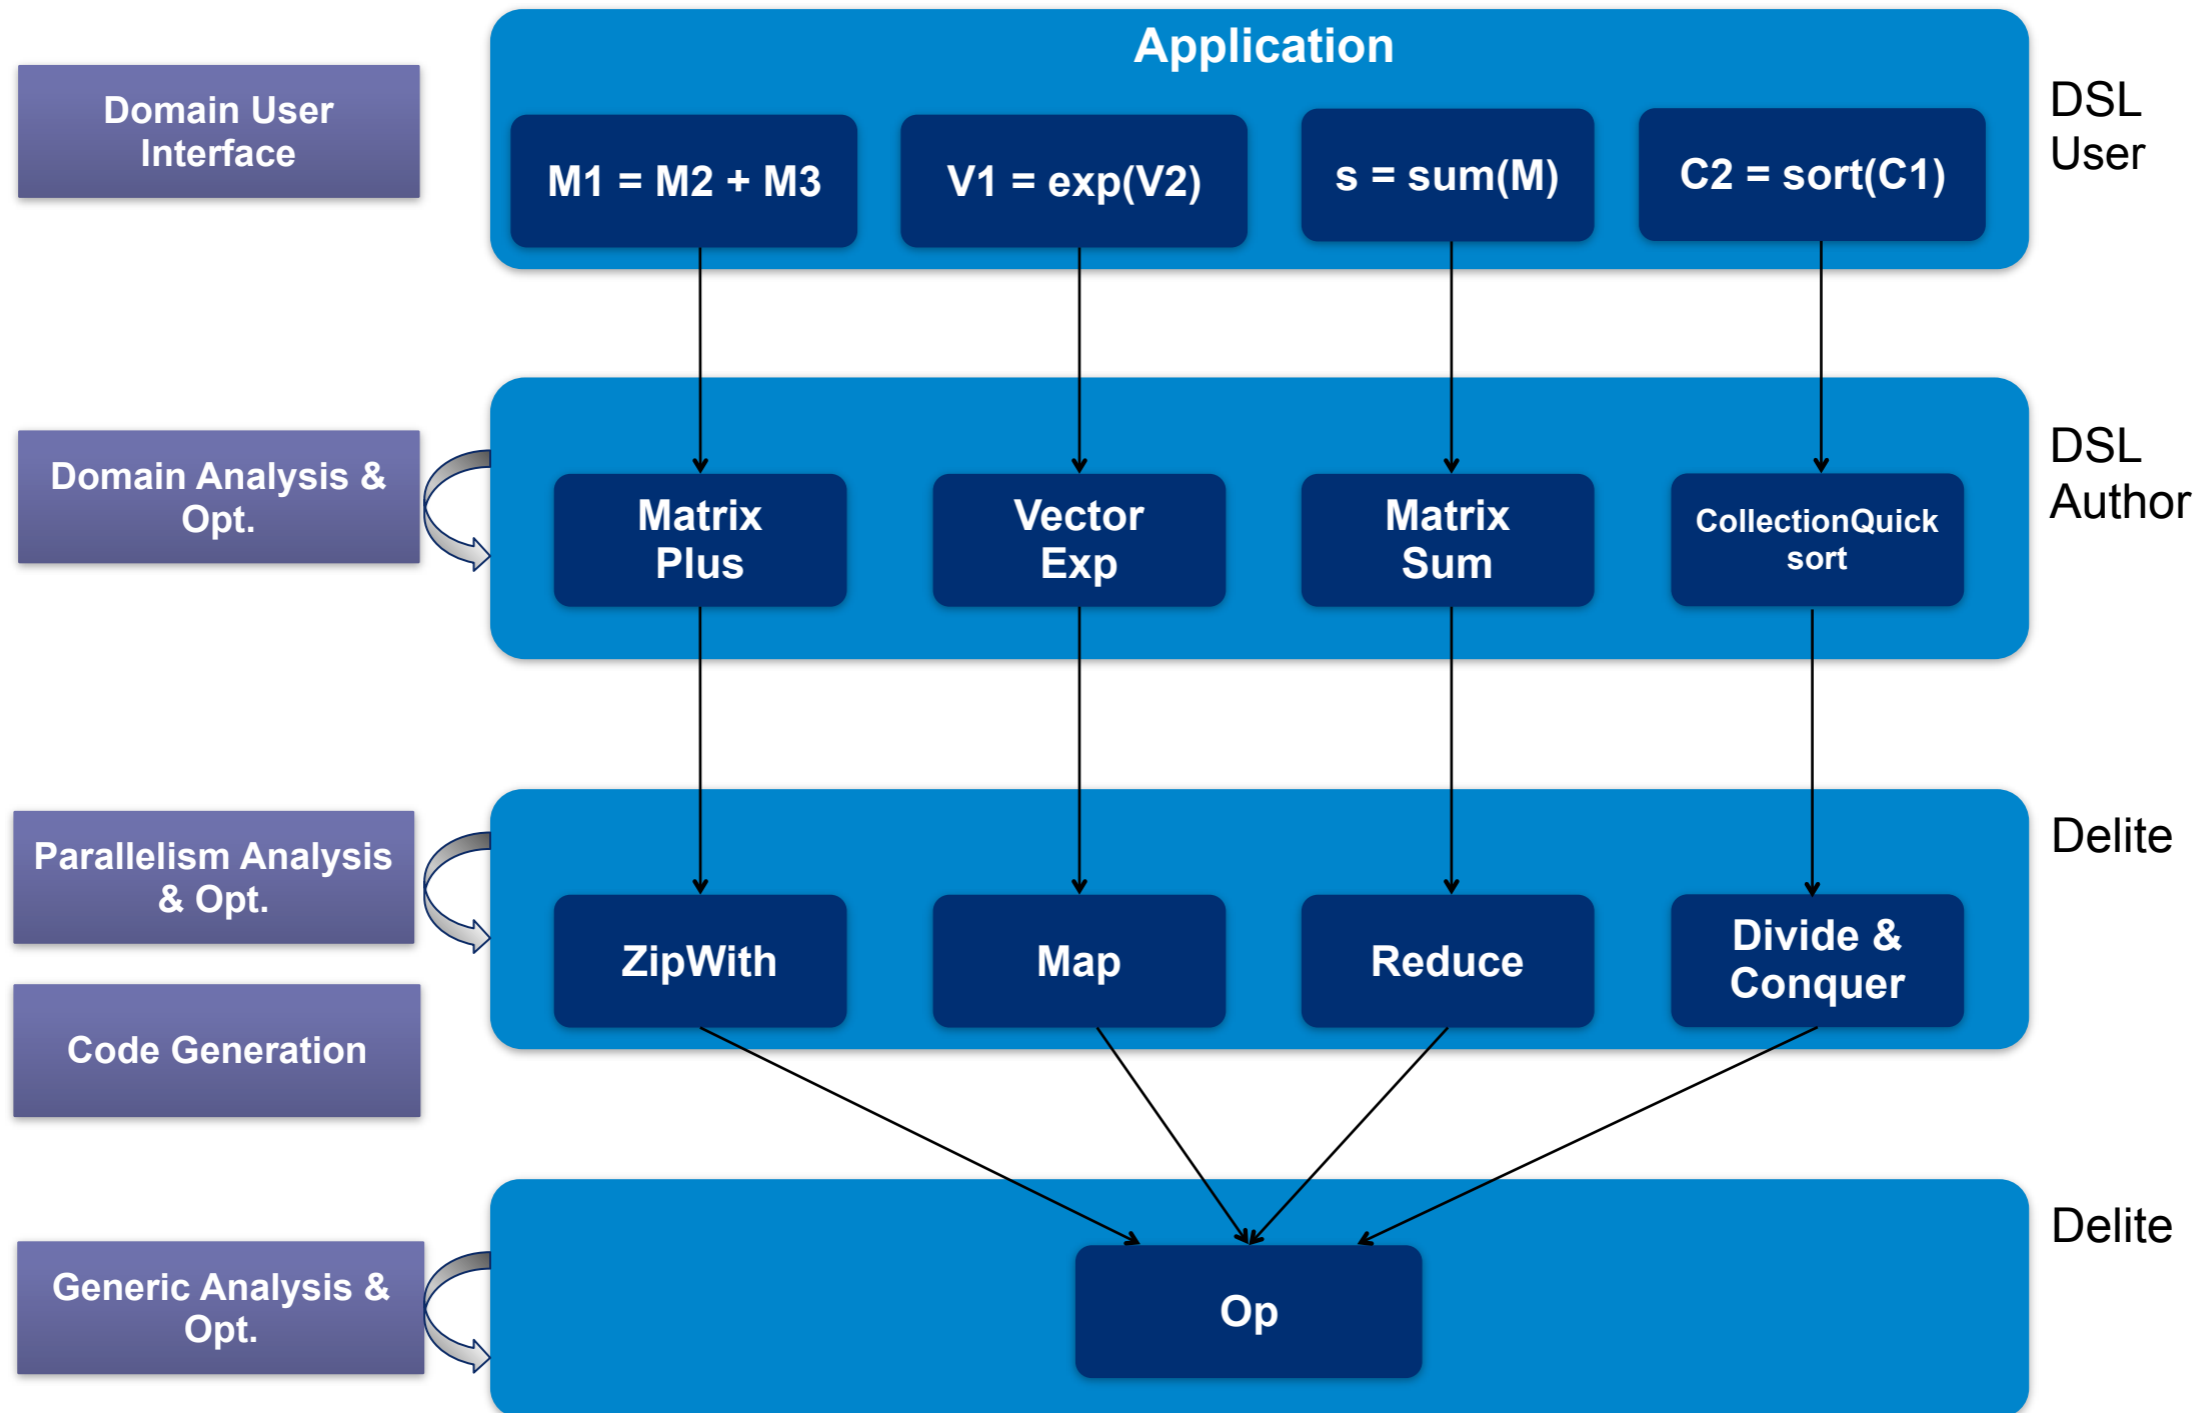 Application
Domain User
Interface
M1 = M2 + M3
V1 = exp(V2)
s = sum(M)
C2 = sort(C1)
DSL
User
Domain Analysis &
Opt.
Matrix
Plus
Vector
Exp
Matrix
Sum
CollectionQuick
sort
DSL
Author
Parallelism Analysis
& Opt.
ZipWith
Map
Reduce
Divide &
Conquer
Delite
Code Generation
Generic Analysis &
Opt.
Op
Delite